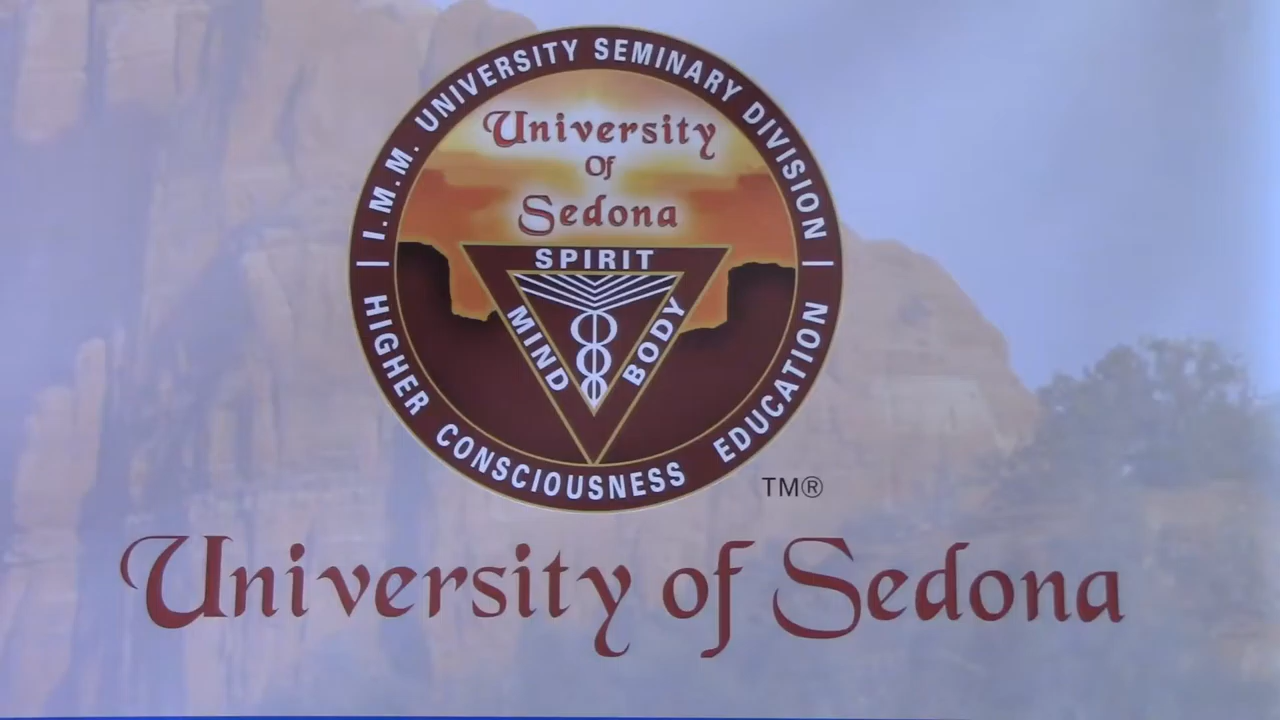 | I.M.M. UNIVERSITY SEMINARY DIVISION |
University
Of
Sedona
SPIRIT
MIND
BODY
HIGHER CONSCIOUSNESS EDUCATION
TM®
University of Sedona